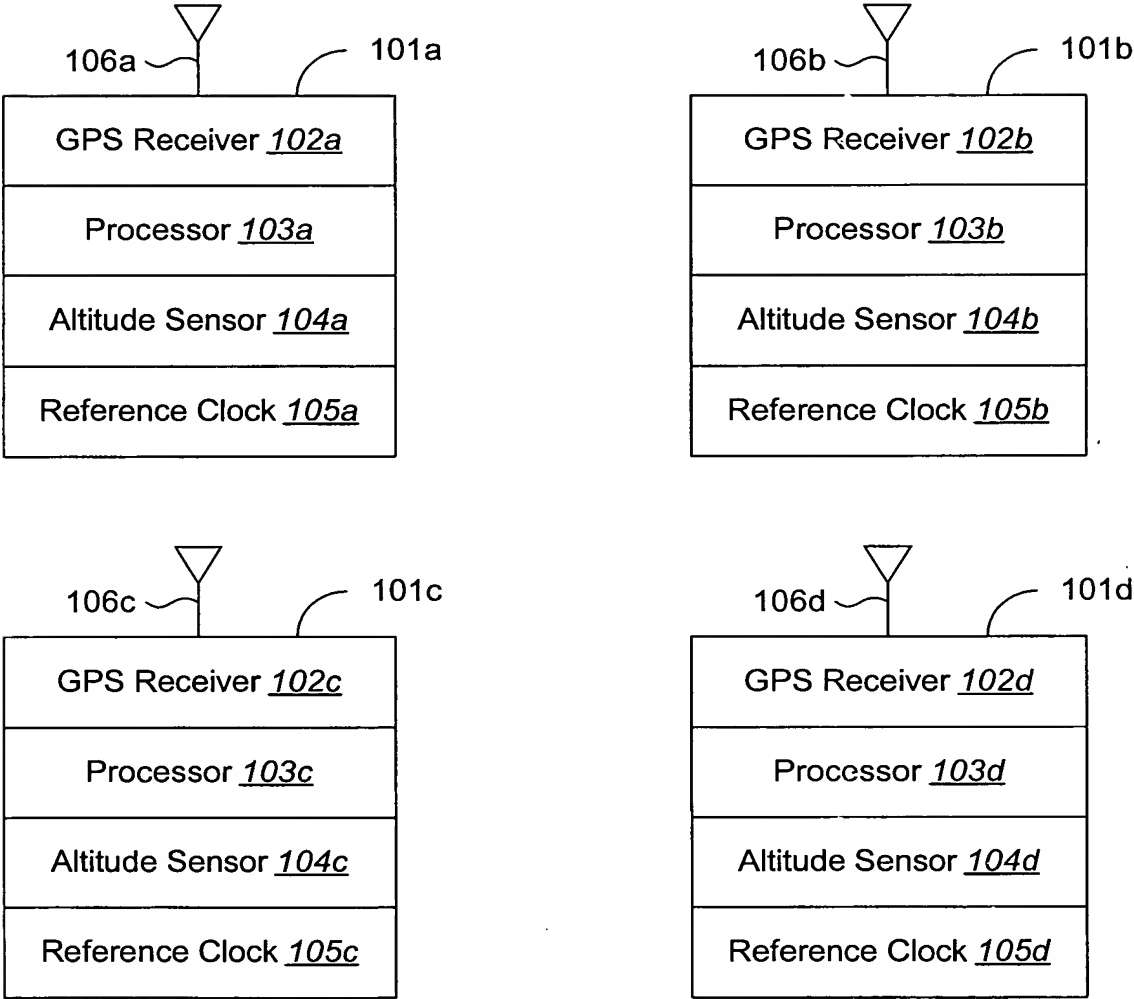 106a 101a
GPS Receiver 102a
Processor 103a
Altitude Sensor 104a
Reference Clock 105a
106b 101b
GPS Receiver 102b
Processor 103b
Altitude Sensor 104b
Reference Clock 105b
106c 101c
GPS Receiver 102c
Processor 103c
Altitude Sensor 104c
Reference Clock 105c
106d 101d
GPS Receiver 102d
Processor 103d
Altitude Sensor 104d
Reference Clock 105d